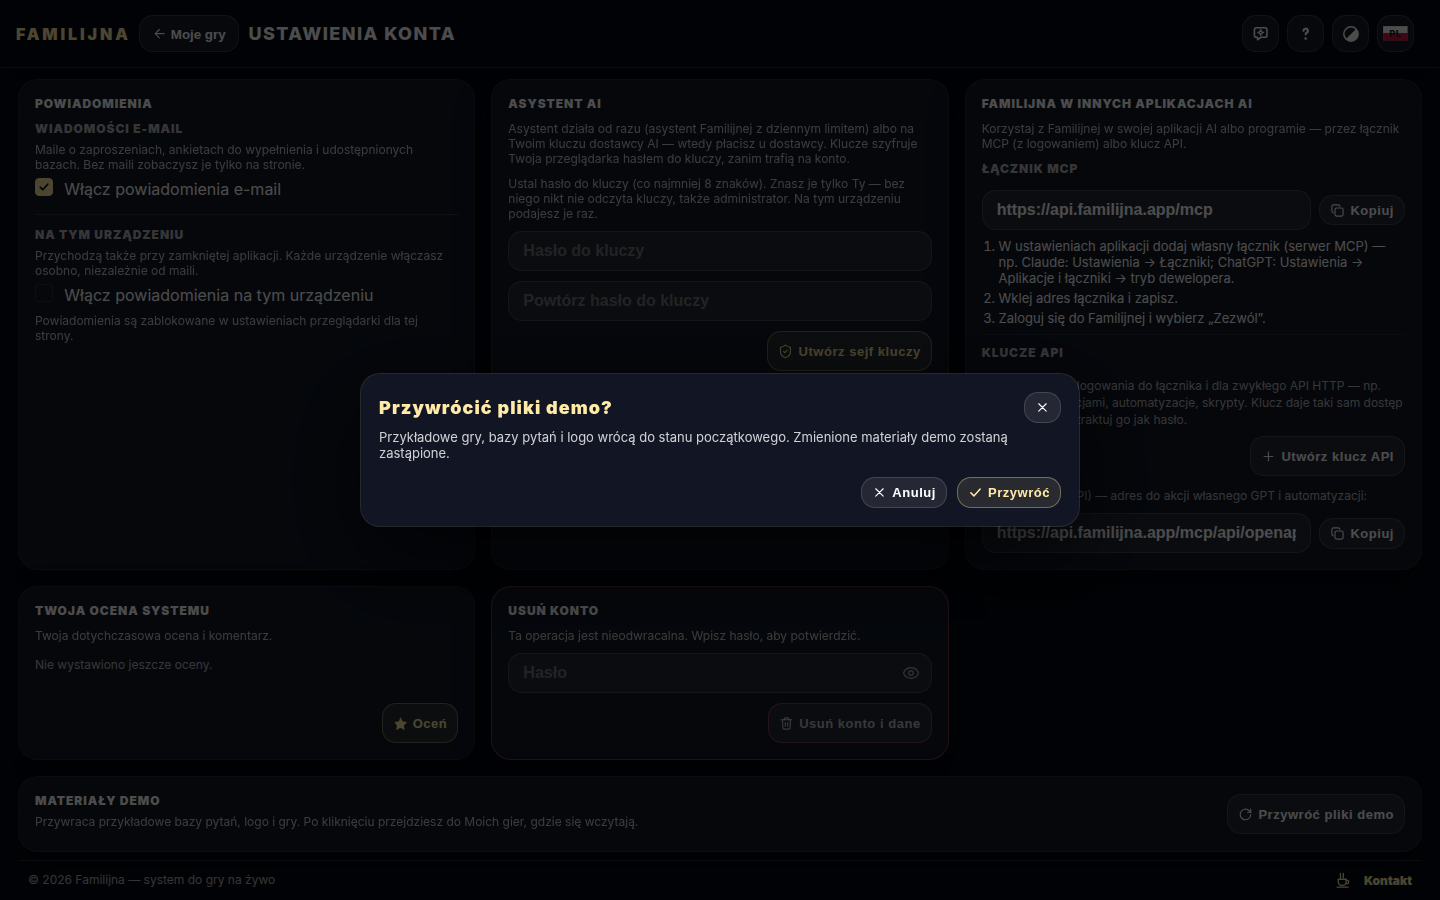 FAMILIJNA
Moje gry
USTAWIENIA KONTA
PL
POWIADOMIENIA
WIADOMOŚCI E-MAIL
Maile o zaproszeniach, ankietach do wypełnienia i udostępnionych
bazach. Bez maili zobaczysz je tylko na stronie.
Włącz powiadomienia e-mail
NA TYM URZĄDZENIU
Przychodzą także przy zamkniętej aplikacji. Każde urządzenie włączasz
osobno, niezależnie od maili.
Włącz powiadomienia na tym urządzeniu
Powiadomienia są zablokowane w ustawieniach przeglądarki dla tej
strony.
ASYSTENT AI
Asystent działa od razu (asystent Familijnej z dziennym limitem) albo na
Twoim kluczu dostawcy AI — wtedy płacisz u dostawcy. Klucze szyfruje
Twoja przeglądarka hasłem do kluczy, zanim trafią na konto.
Ustal hasło do kluczy (co najmniej 8 znaków). Znasz je tylko Ty — bez
niego nikt nie odczyta kluczy, także administrator. Na tym urządzeniu
podajesz je raz.
Hasło do kluczy
Powtórz hasło do kluczy
Utwórz sejf kluczy
FAMILIJNA W INNYCH APLIKACJACH AI
Korzystaj z Familijnej w swojej aplikacji AI albo programie — przez łącznik
MCP (z logowaniem) albo klucz API.
ŁĄCZNIK MCP
https://api.familijna.app/mcp
Kopiuj
1. W ustawieniach aplikacji dodaj własny łącznik (serwer MCP) —
np. Claude: Ustawienia → Łączniki; ChatGPT: Ustawienia →
Aplikacje i łączniki → tryb dewelopera.
2. Wklej adres łącznika i zapisz.
3. Zaloguj się do Familijnej i wybierz „Zezwól”.
KLUCZE API
logowania do łącznika i dla zwykłego API HTTP — np.
cjami, automatyzacje, skrypty. Klucz daje taki sam dostęp
traktuj go jak hasło.
Utwórz klucz API
PI) — adres do akcji własnego GPT i automatyzacji:
https://api.familijna.app/mcp/api/openap
Kopiuj
Przywrócić pliki demo?
Przykładowe gry, bazy pytań i logo wrócą do stanu początkowego. Zmienione materiały demo zostaną
zastąpione.
Anuluj
Przywróć
TWOJA OCENA SYSTEMU
Twoja dotychczasowa ocena i komentarz.
Nie wystawiono jeszcze oceny.
Oceń
USUŃ KONTO
Ta operacja jest nieodwracalna. Wpisz hasło, aby potwierdzić.
Hasło
Usuń konto i dane
MATERIAŁY DEMO
Przywraca przykładowe bazy pytań, logo i gry. Po kliknięciu przejdziesz do Moich gier, gdzie się wczytają.
Przywróć pliki demo
© 2026 Familijna — system do gry na żywo
Kontakt